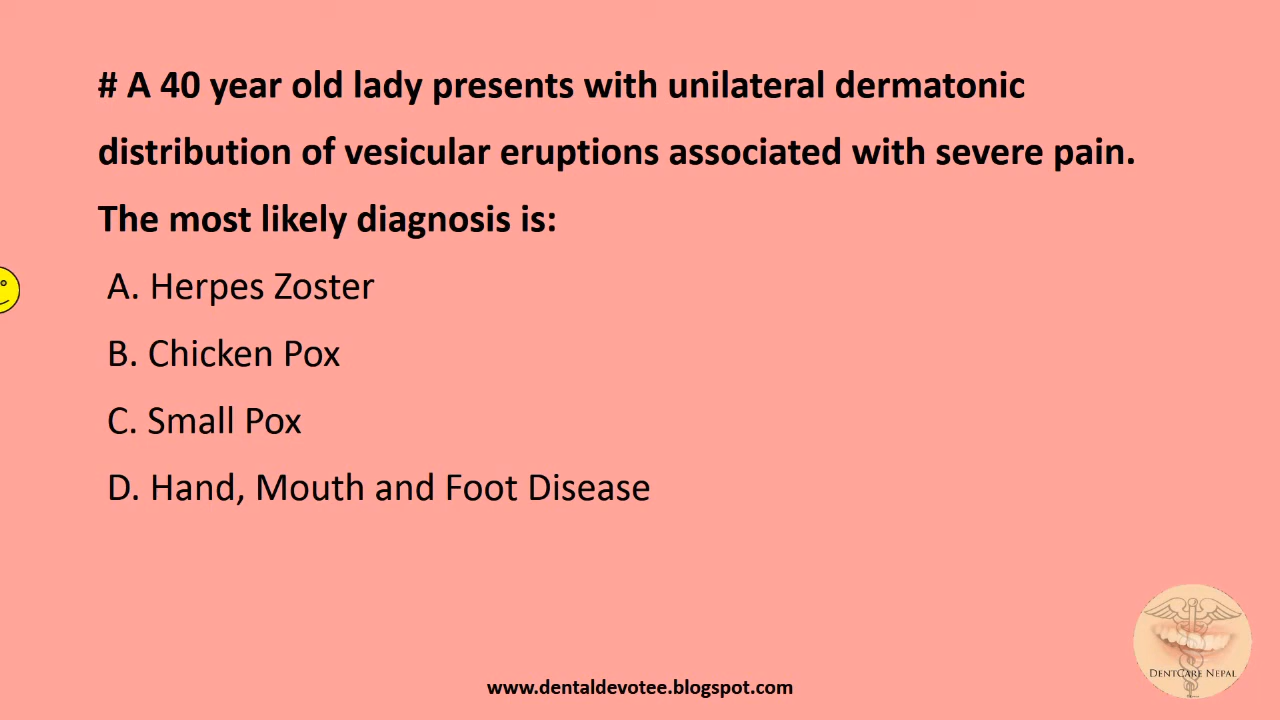 # A 40 year old lady presents with unilateral dermatonic
distribution of vesicular eruptions associated with severe pain.
The most likely diagnosis is:
A. Herpes Zoster
B. Chicken Pox
C. Small Pox
D. Hand, Mouth and Foot Disease
DentCare Nepal
www.dentaldevotee.blogspot.com